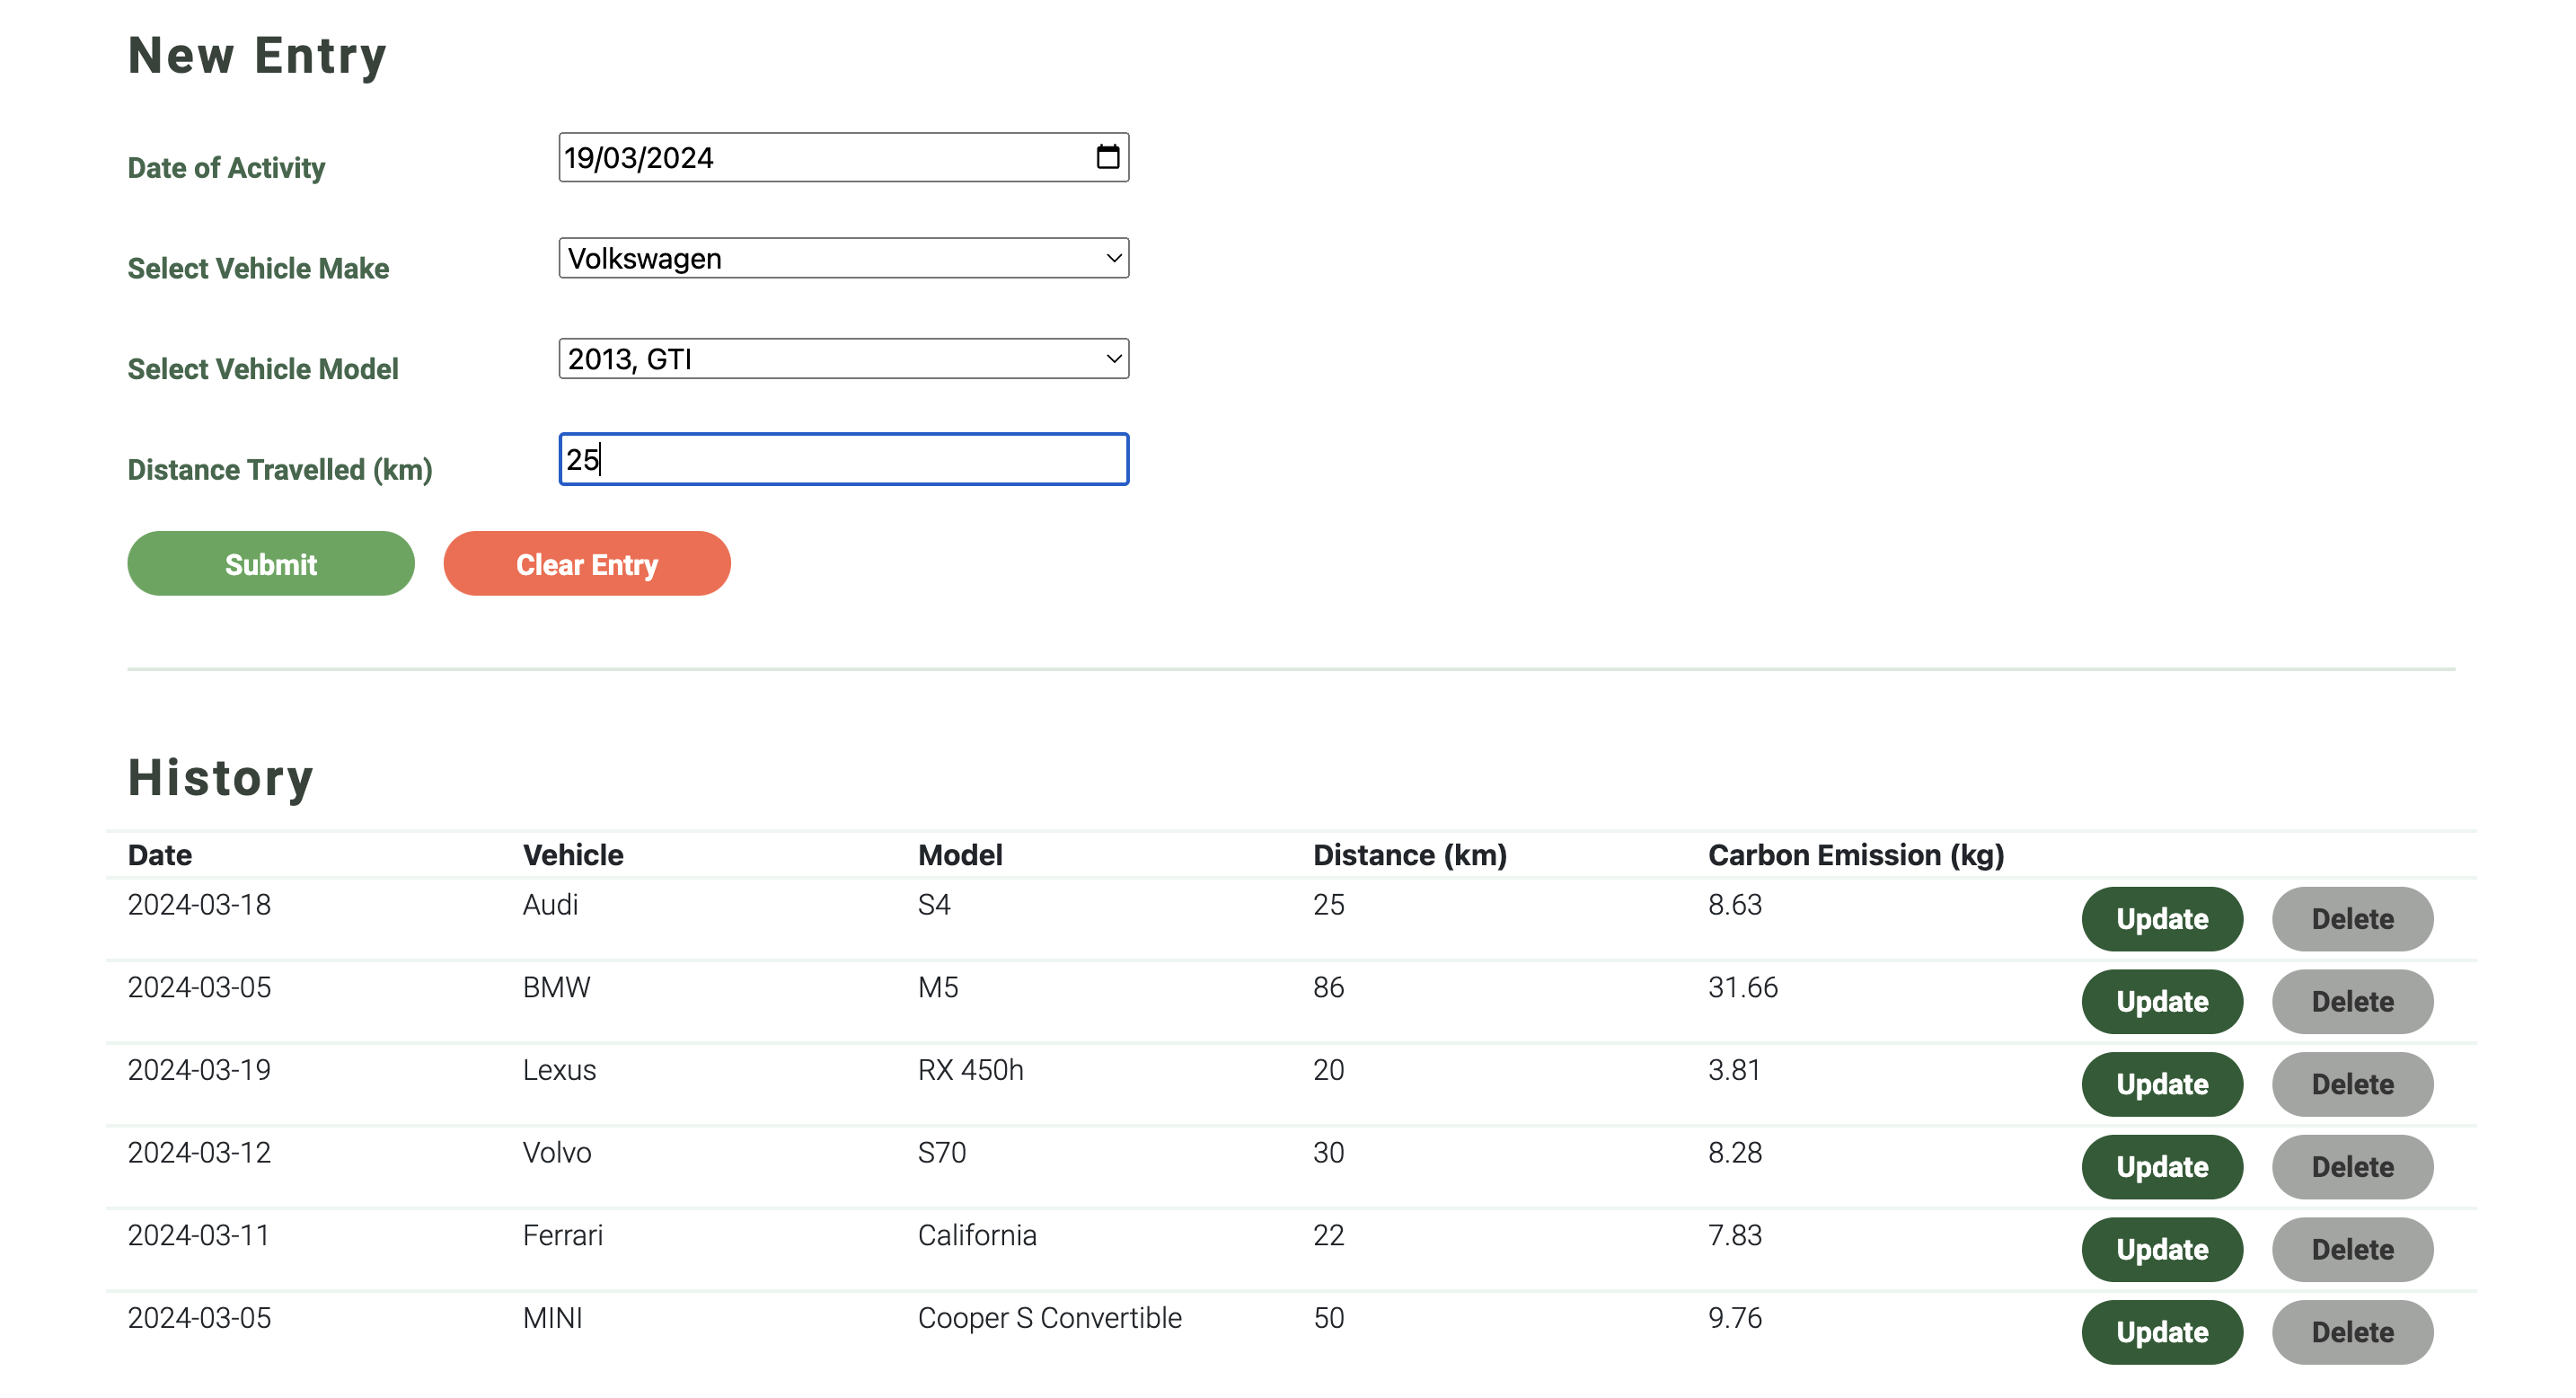 New Entry
Date of Activity 19/03/2024
Select Vehicle Make Volkswagen
Select Vehicle Model 2013, GTI
Distance Travelled (km) 25
Submit Clear Entry
History
Date Vehicle Model Distance (km) Carbon Emission (kg)
2024-03-18 Audi S4 25 8.63 Update Delete
2024-03-05 BMW M5 86 31.66 Update Delete
2024-03-19 Lexus RX 450h 20 3.81 Update Delete
2024-03-12 Volvo S70 30 8.28 Update Delete
2024-03-11 Ferrari California 22 7.83 Update Delete
2024-03-05 MINI Cooper S Convertible 50 9.76 Update Delete